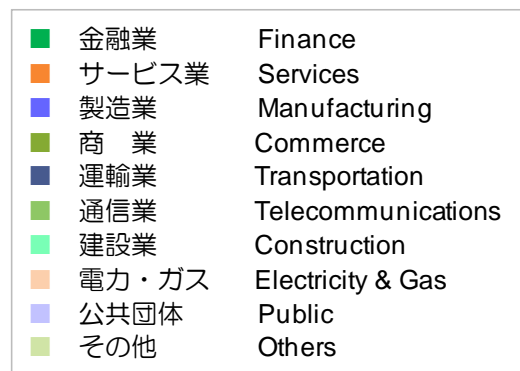 金融業 Finance
サービス業 Services
製造業 Manufacturing
商　業 Commerce
運輸業 Transportation
通信業 Telecommunications
建設業 Construction
電力・ガス Electricity & Gas
公共団体 Public
その他 Others